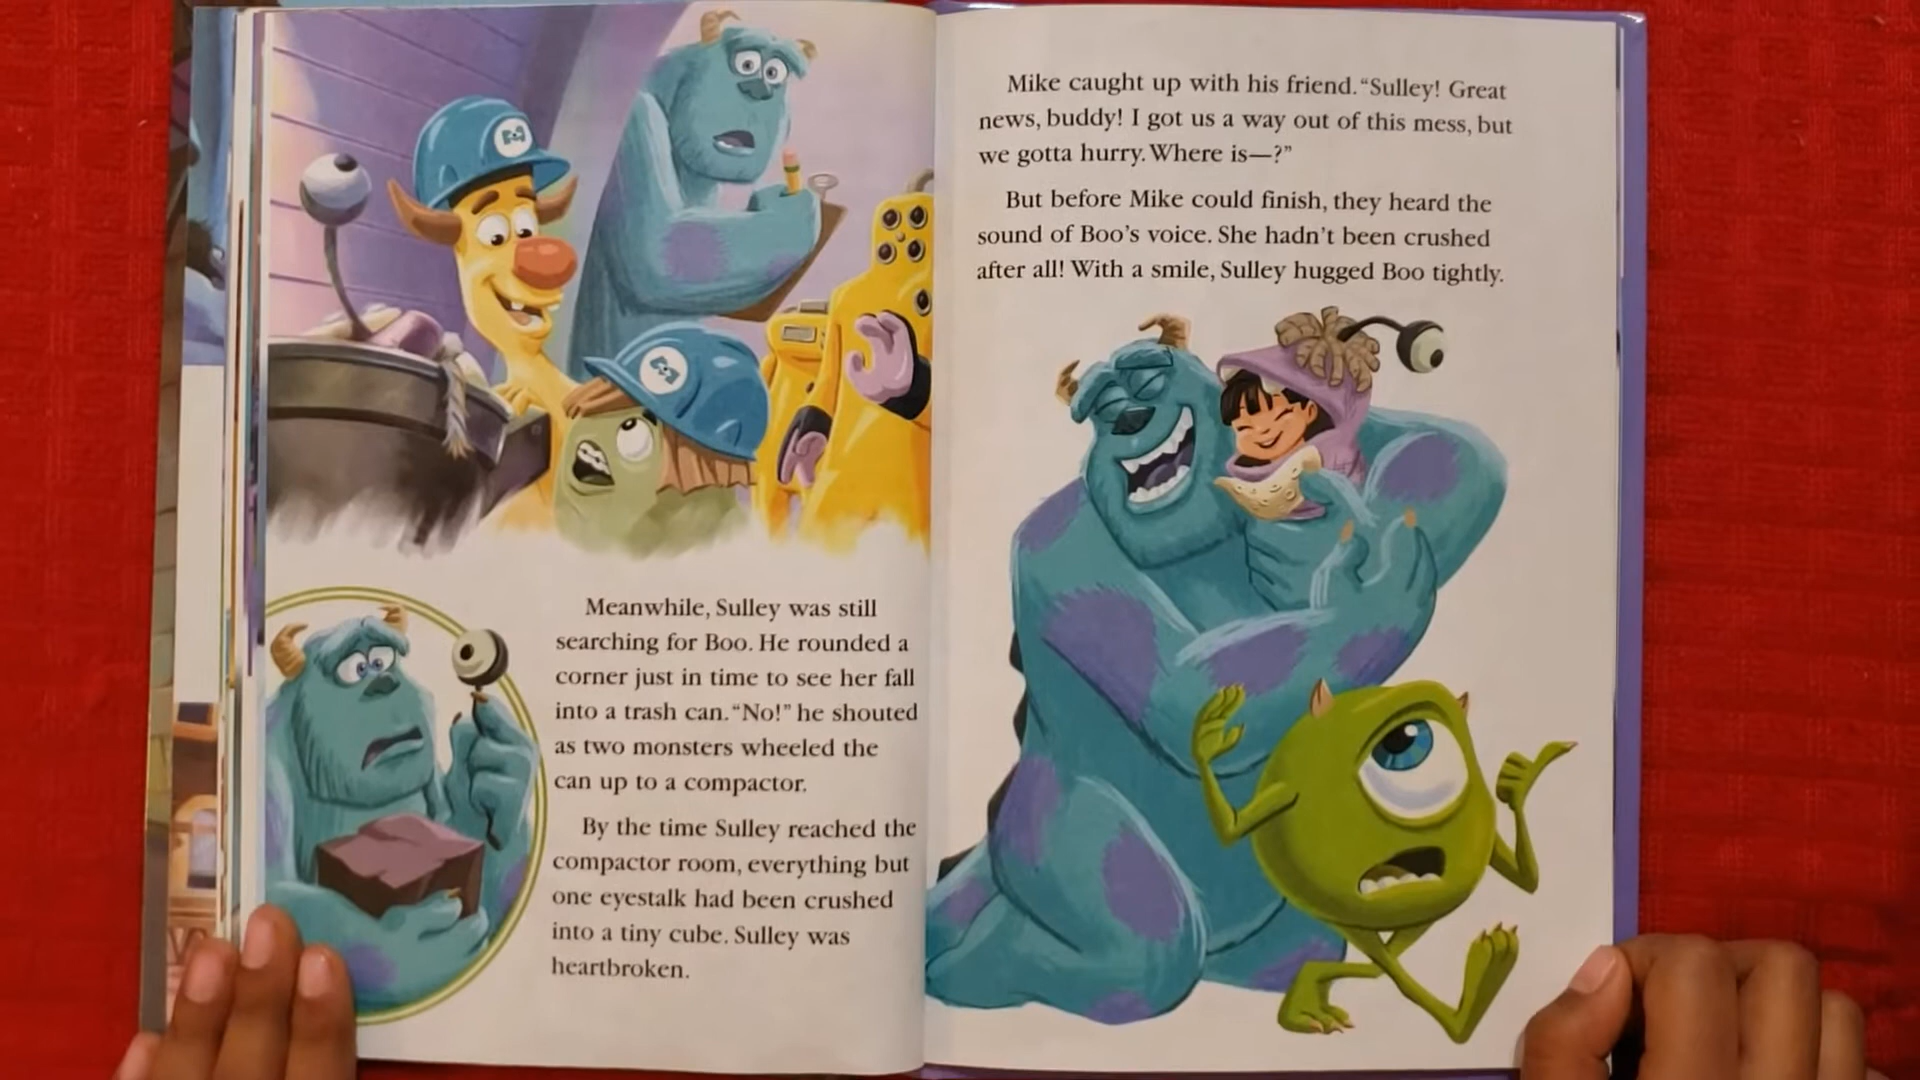 Meanwhile, Sulley was still
searching for Boo. He rounded a
corner just in time to see her fall
into a trash can. “No!” he shouted
as two monsters wheeled the
can up to a compactor.
By the time Sulley reached the
compactor room, everything but
one eyestalk had been crushed
into a tiny cube. Sulley was
heartbroken.
Mike caught up with his friend. “Sulley! Great
news, buddy! I got us a way out of this mess, but
we gotta hurry. Where is—?”
But before Mike could finish, they heard the
sound of Boo’s voice. She hadn’t been crushed
after all! With a smile, Sulley hugged Boo tightly.